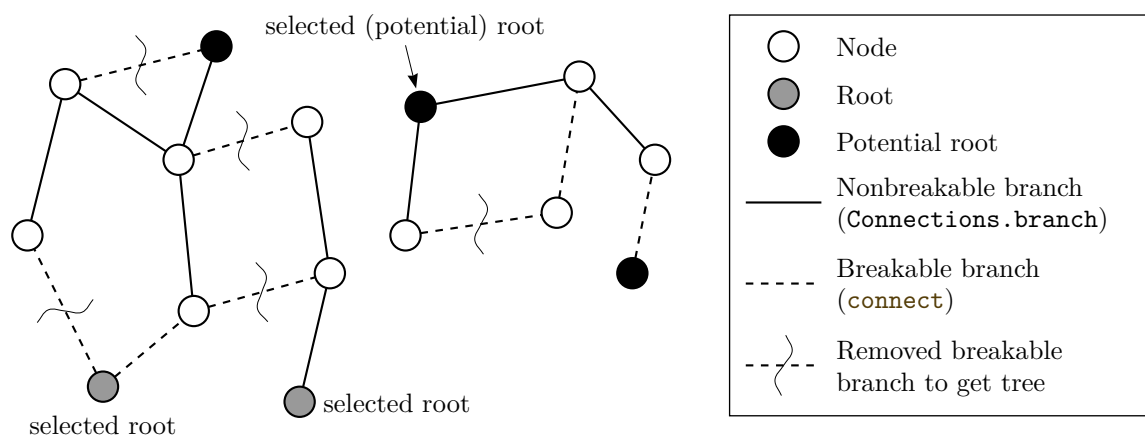 selected (potential) root
selected root
selected root
Node
Root
Potential root
Nonbreakable branch
(Connections.branch)
Breakable branch
(connect)
Removed breakable
branch to get tree